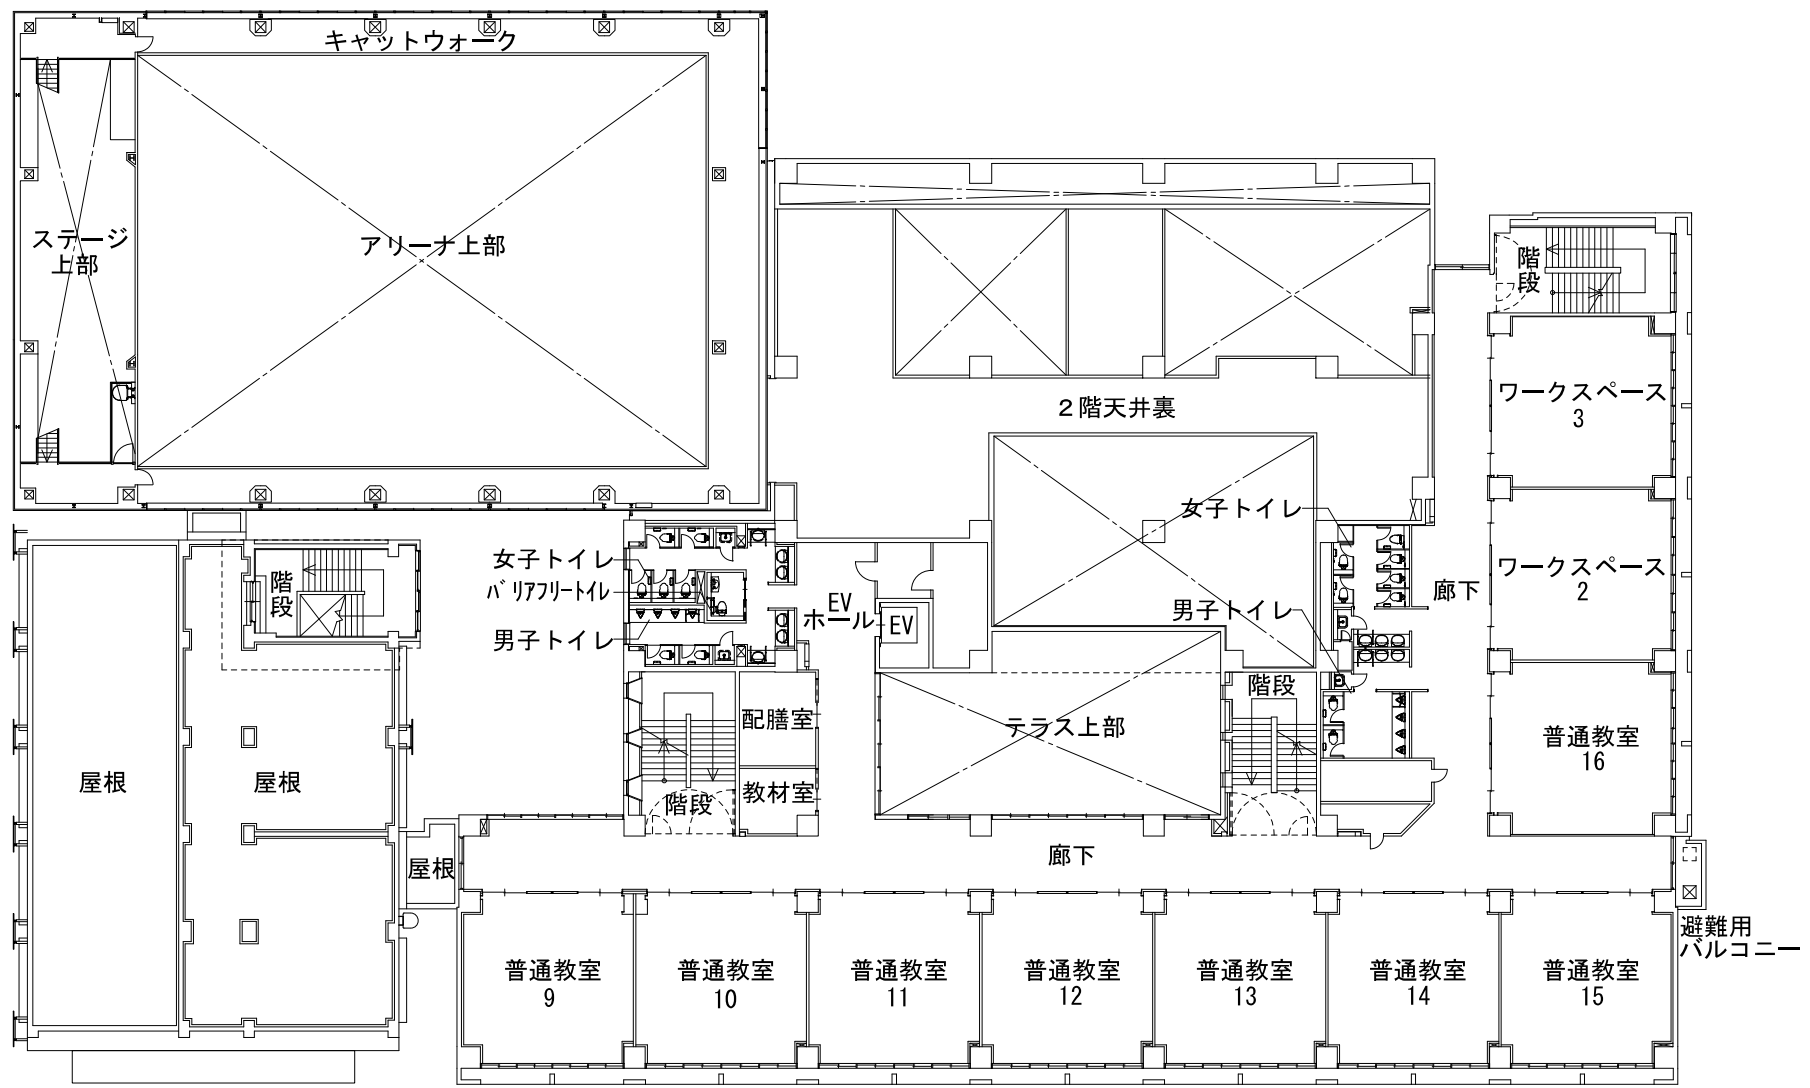 キャットウォーク
ステージ
上部
アリーナ上部
階
段
ワークスペース
3
２階天井裏
女子トイレ
ワークスペース
2
廊下
男子トイレ
階
段
女子トイレ
ﾊﾞﾘｱﾌﾘｰﾄｲﾚ
男子トイレ
EV
ホール
EV
階段
配膳室
テラス上部
普通教室
16
屋根
屋根
教材室
階段
廊下
屋根
避難用
バルコニー
普通教室
9
普通教室
10
普通教室
11
普通教室
12
普通教室
13
普通教室
14
普通教室
15